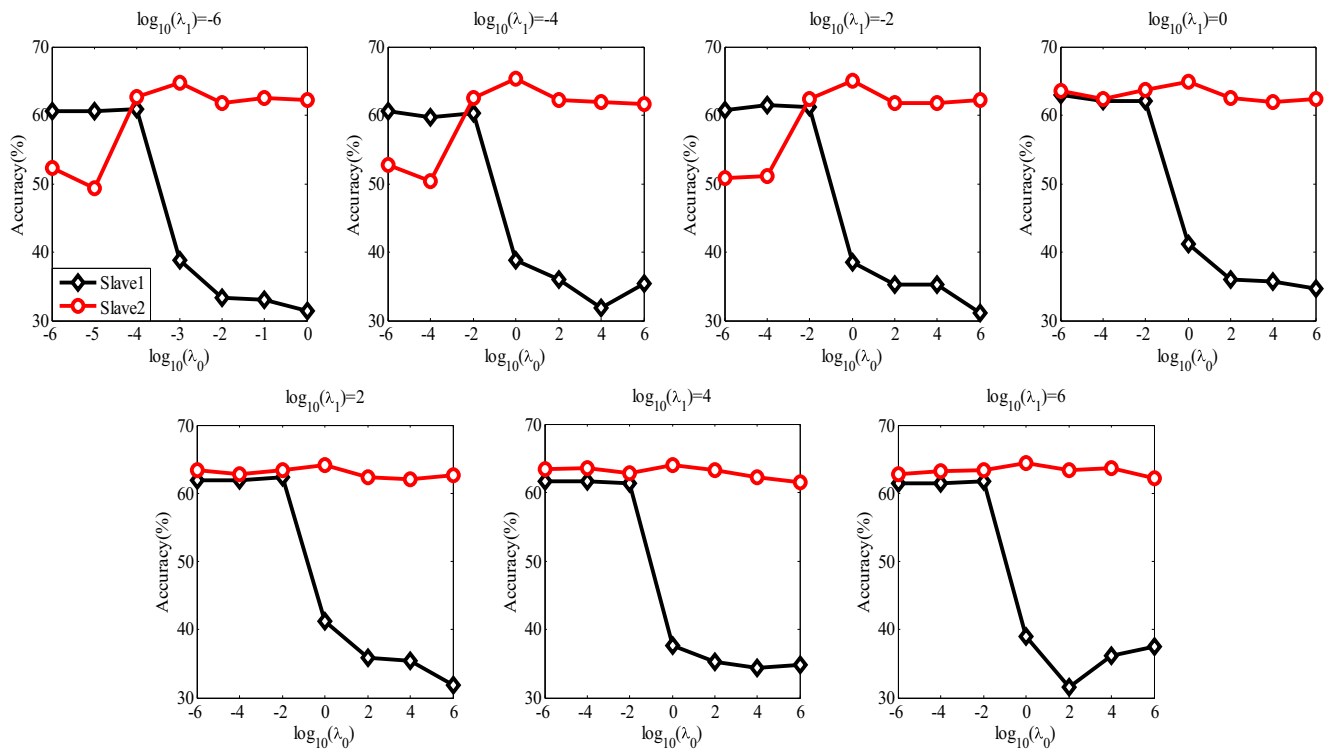 log10(λ1)=-6
70
60
50
40
30
Accuracy(%)
Slave1
Slave2
-6 -5 -4 -3 -2 -1 0
log10(λ0)
log10(λ1)=-4
70
60
50
40
30
Accuracy(%)
-6 -4 -2 0 2 4 6
log10(λ0)
log10(λ1)=-2
70
60
50
40
30
Accuracy(%)
-6 -4 -2 0 2 4 6
log10(λ0)
log10(λ1)=0
70
60
50
40
30
Accuracy(%)
-6 -4 -2 0 2 4 6
log10(λ0)
log10(λ1)=2
70
60
50
40
30
Accuracy(%)
-6 -4 -2 0 2 4 6
log10(λ0)
log10(λ1)=4
70
60
50
40
30
Accuracy(%)
-6 -4 -2 0 2 4 6
log10(λ0)
log10(λ1)=6
70
60
50
40
30
Accuracy(%)
-6 -4 -2 0 2 4 6
log10(λ0)